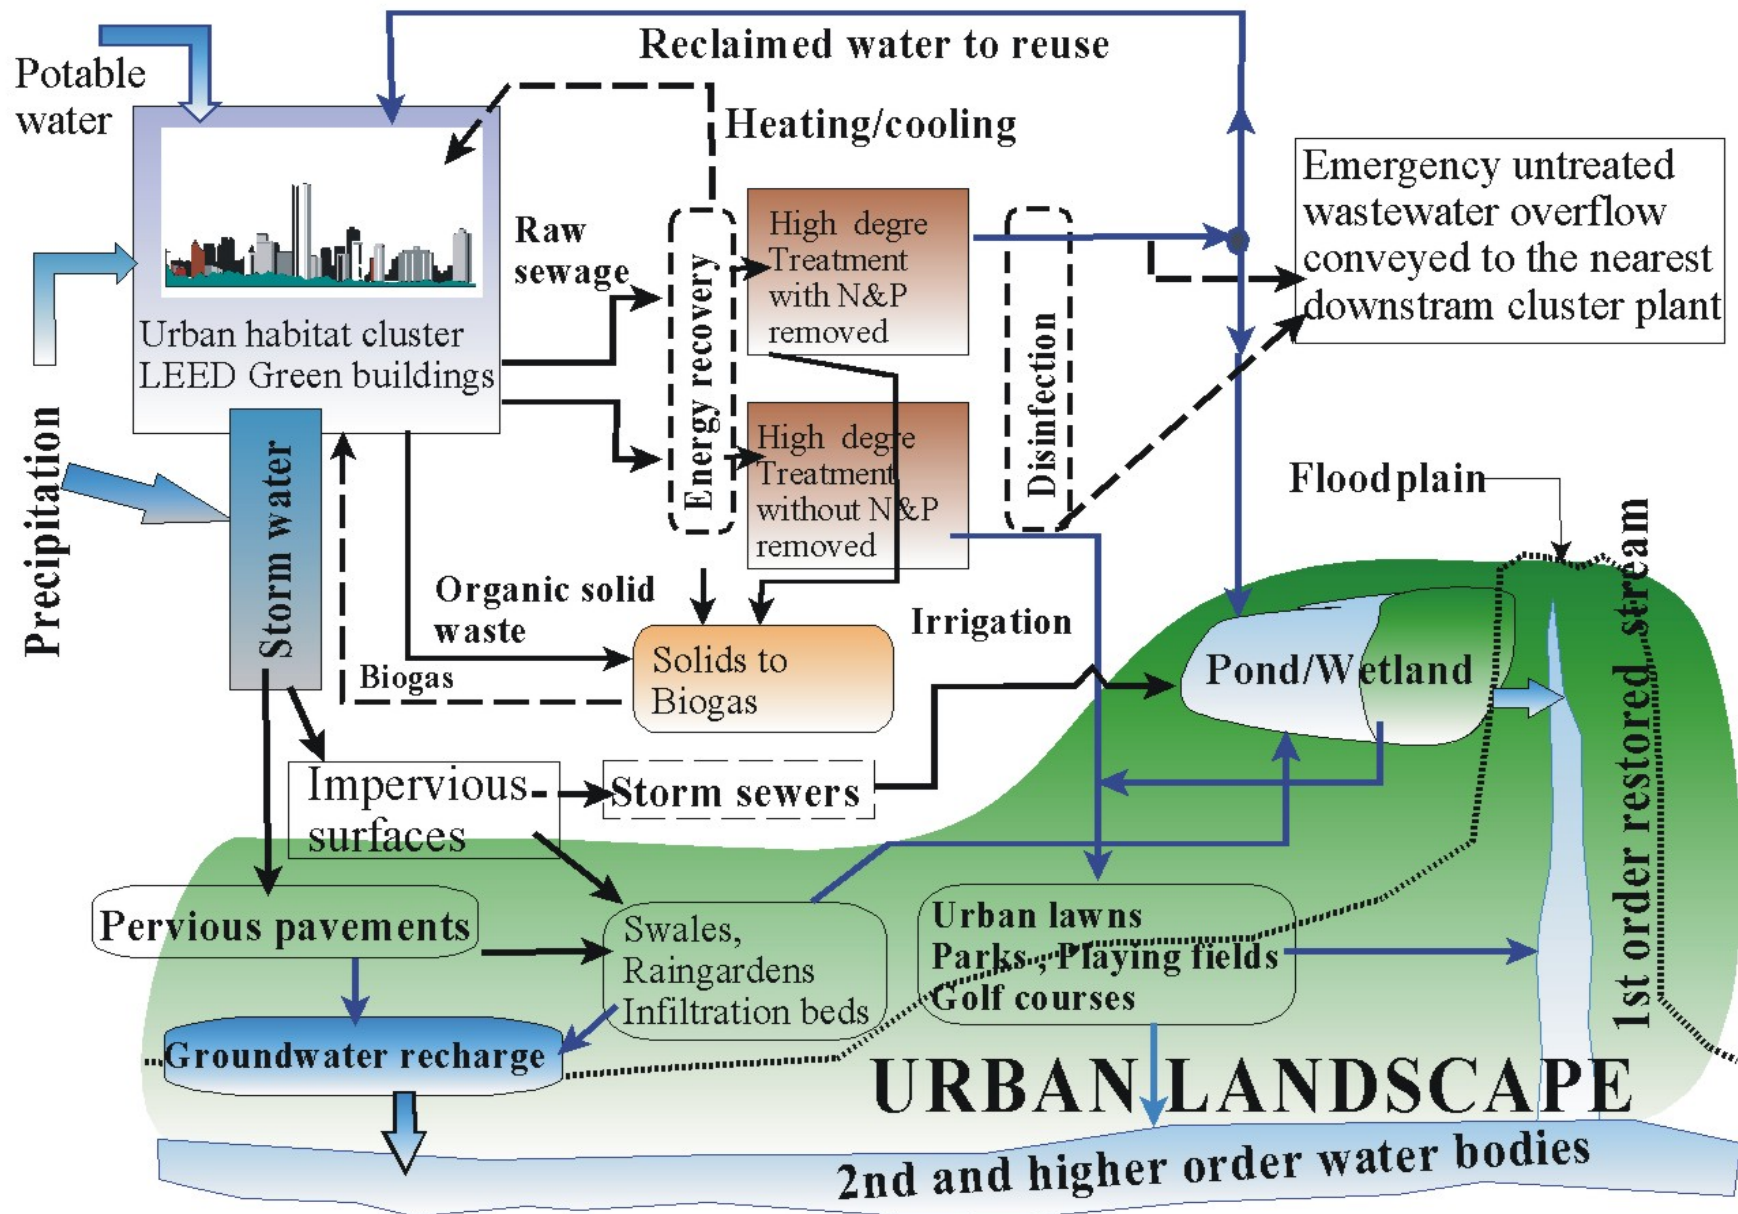 Reclaimed water to reuse
Potable
water
Heating/cooling
Emergency untreated
wastewater overflow
conveyed to the nearest
downstram cluster plant
Raw
sewage
High degre
Treatment
with N&P
removed
Energy recovery
Disinfection
Urban habitat cluster
LEED Green buildings
High degre
Treatment
without N&P
removed
Precipitation
Storm water
Floodplain
Organic solid
waste
Biogas
Solids to
Biogas
Irrigation
Pond/Wetland
1st order restored stream
Impervious
surfaces
Storm sewers
Pervious pavements
Swales,
Raingardens
Infiltration beds
Urban lawns
Parks , Playing fields
Golf courses
Groundwater recharge
URBAN LANDSCAPE
2nd and higher order water bodies